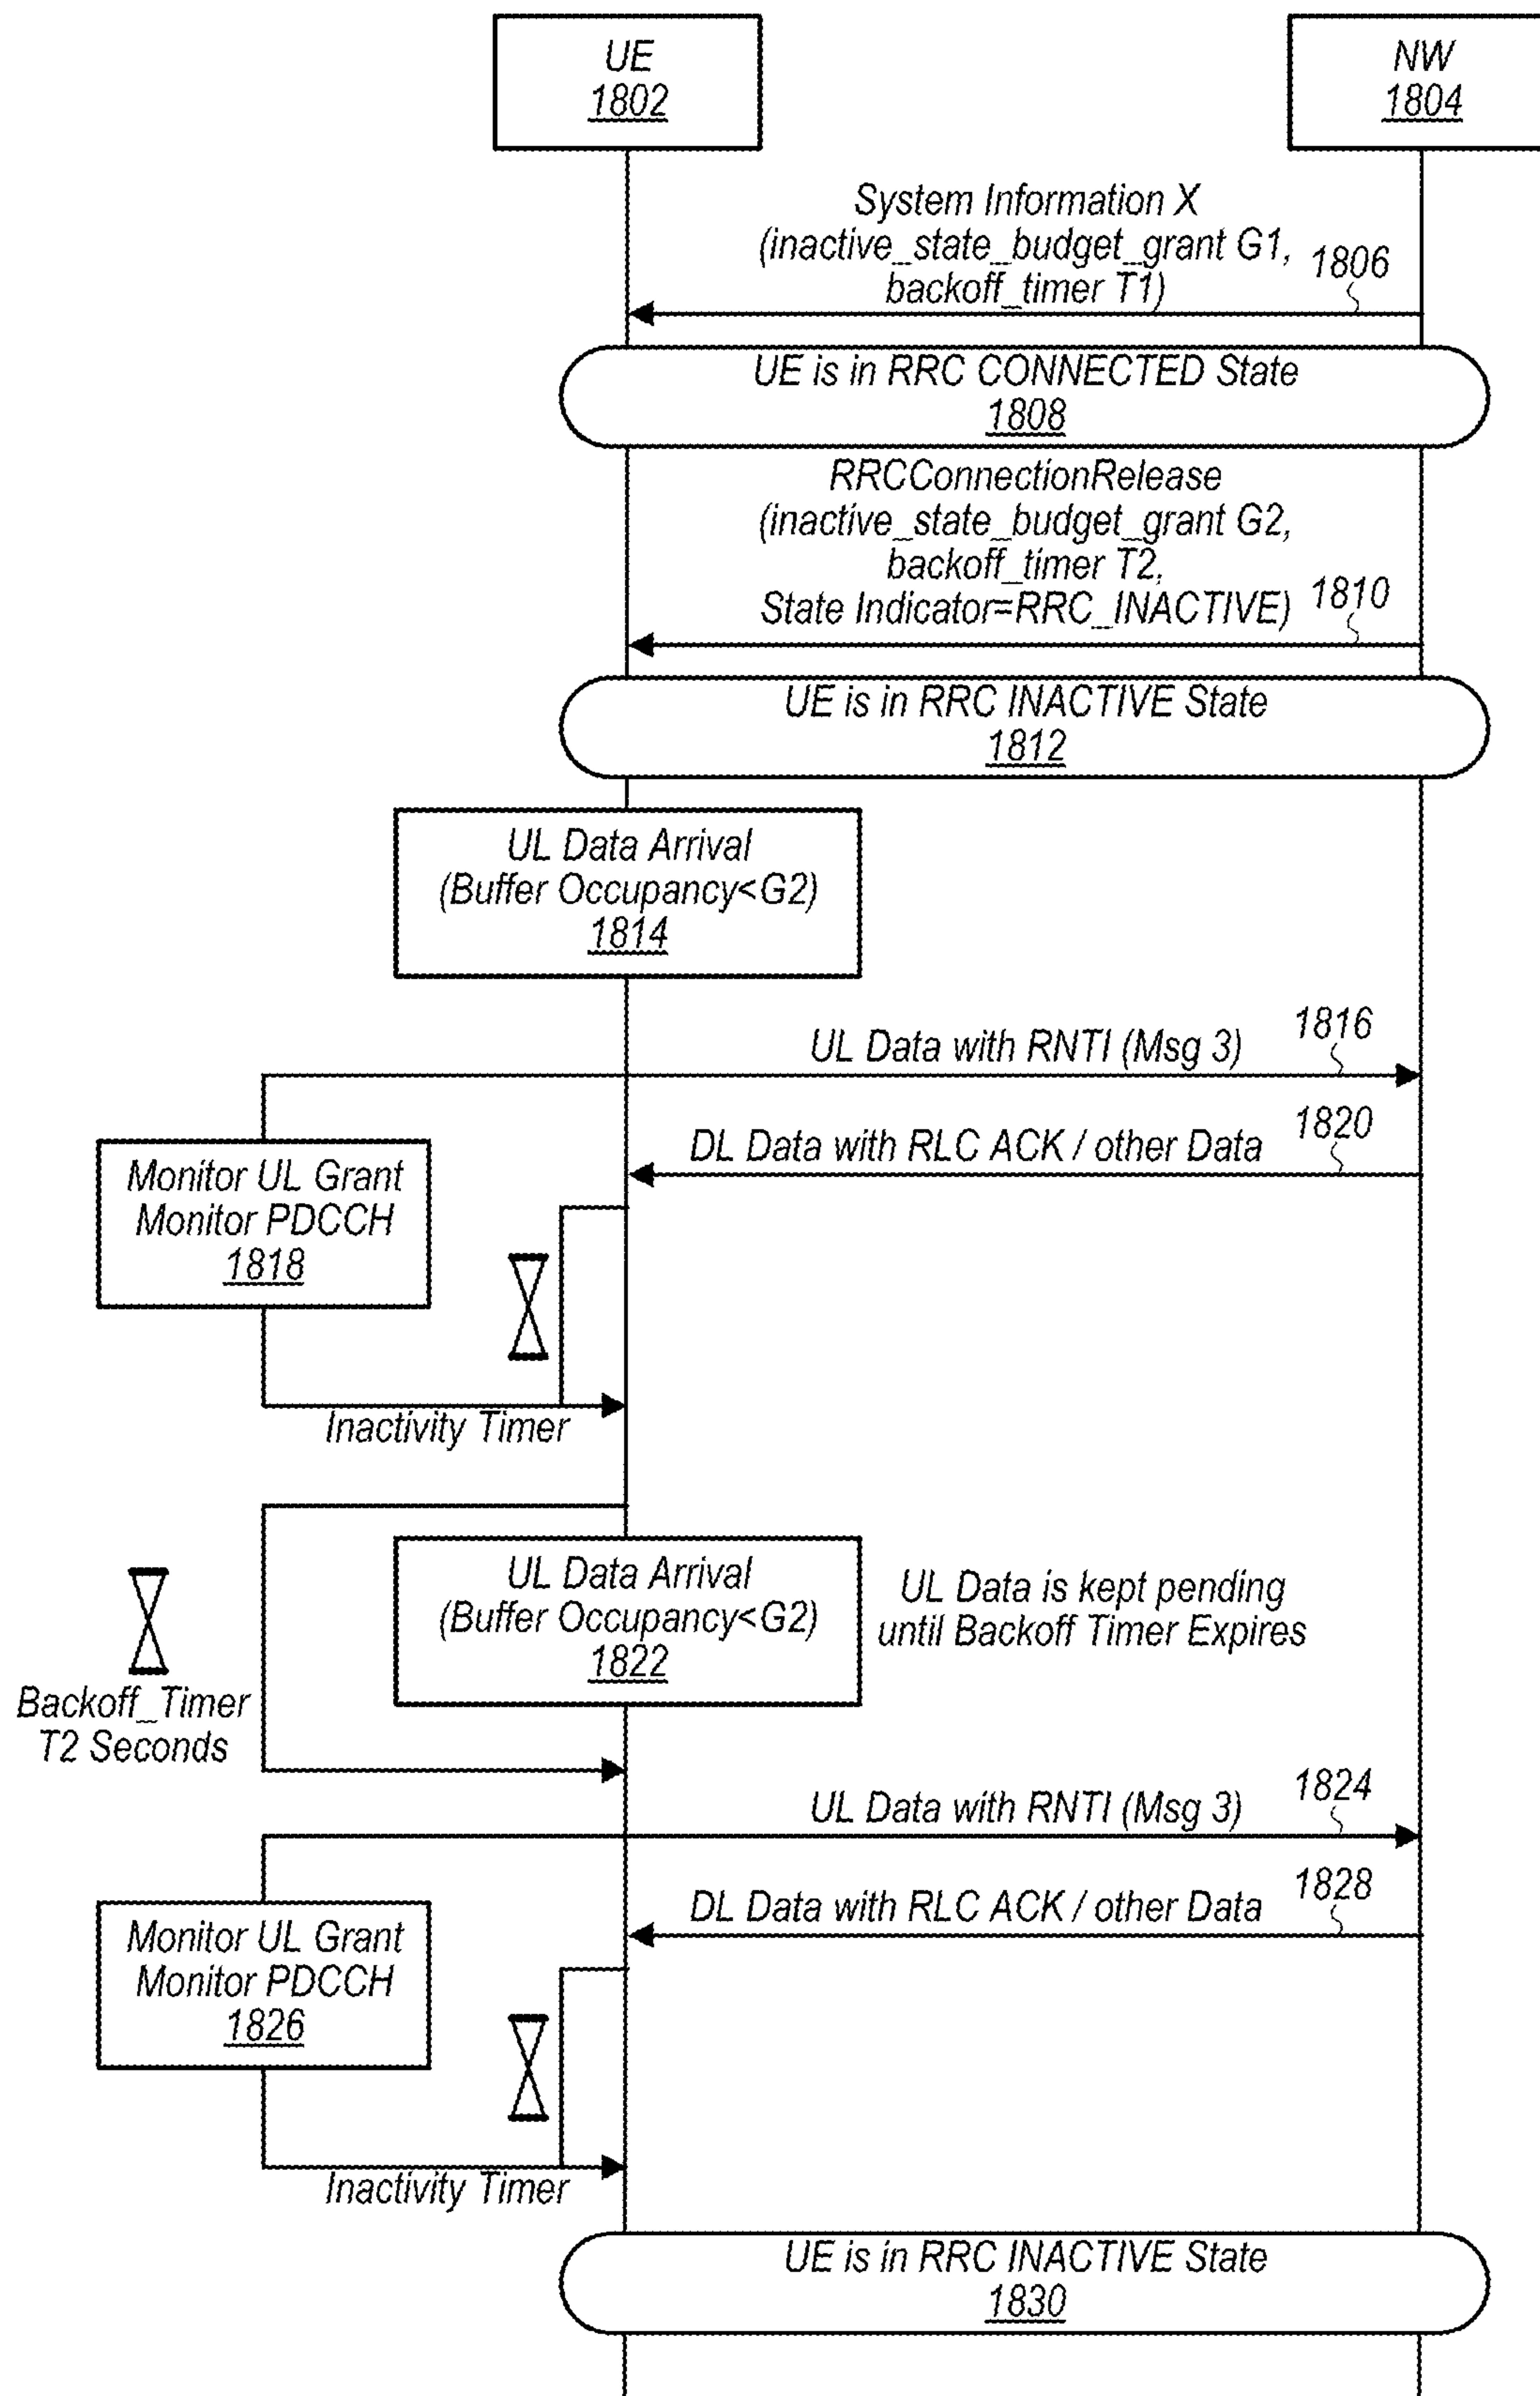 UE
1802
NW
1804
System Information X
(inactive_state_budget_grant G1,
backoff_timer T1)
1806
UE is in RRC CONNECTED State
1808
RRCConnectionRelease
(inactive_state_budget_grant G2,
backoff_timer T2,
State Indicator=RRC_INACTIVE)
1810
UE is in RRC INACTIVE State
1812
UL Data Arrival
(Buffer Occupancy<G2)
1814
UL Data with RNTI (Msg 3)
1816
DL Data with RLC ACK / other Data
1820
Monitor UL Grant
Monitor PDCCH
1818
Inactivity Timer
UL Data Arrival
(Buffer Occupancy<G2)
1822
UL Data is kept pending
until Backoff Timer Expires
Backoff_Timer
T2 Seconds
UL Data with RNTI (Msg 3)
1824
DL Data with RLC ACK / other Data
1828
Monitor UL Grant
Monitor PDCCH
1826
Inactivity Timer
UE is in RRC INACTIVE State
1830